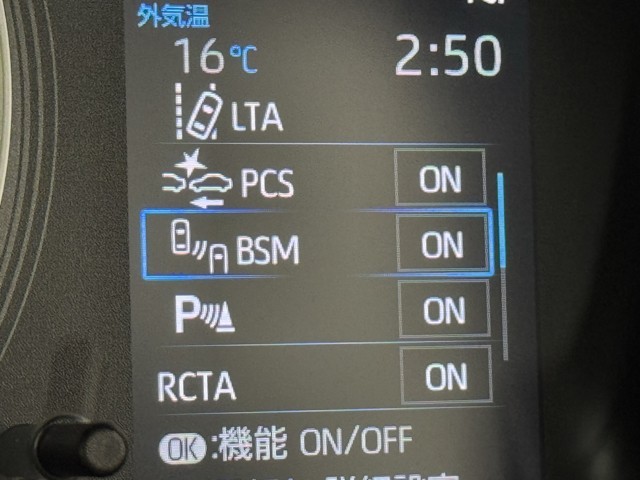 外気温
16℃ 2:50
LTA
PCS ON
BSM ON
P ON
RCTA ON
OK:機能 ON/OFF